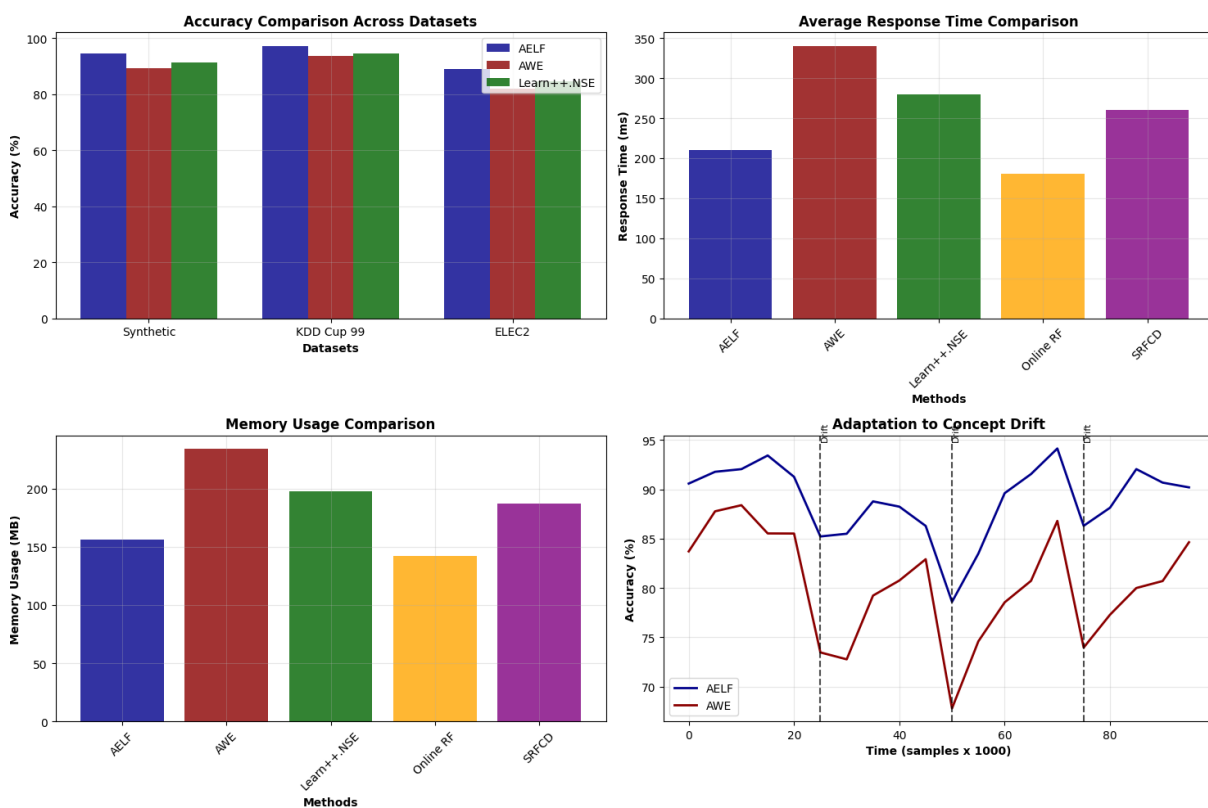 Accuracy Comparison Across Datasets
100
80
60
40
20
0
Accuracy (%)
AELF
AWE
Learn++.NSE
Synthetic
KDD Cup 99
ELEC2
Datasets
Average Response Time Comparison
350
300
250
200
150
100
50
0
Response Time (ms)
AELF
AWE
Learn++.NSE
Online RF
SRFCD
Methods
Memory Usage Comparison
200
150
100
50
0
Memory Usage (MB)
AELF
AWE
Learn++.NSE
Online RF
SRFCD
Methods
Adaptation to Concept Drift
Drift
Drift
Drift
95
90
85
80
75
70
Accuracy (%)
AELF
AWE
0
20
40
60
80
Time (samples x 1000)